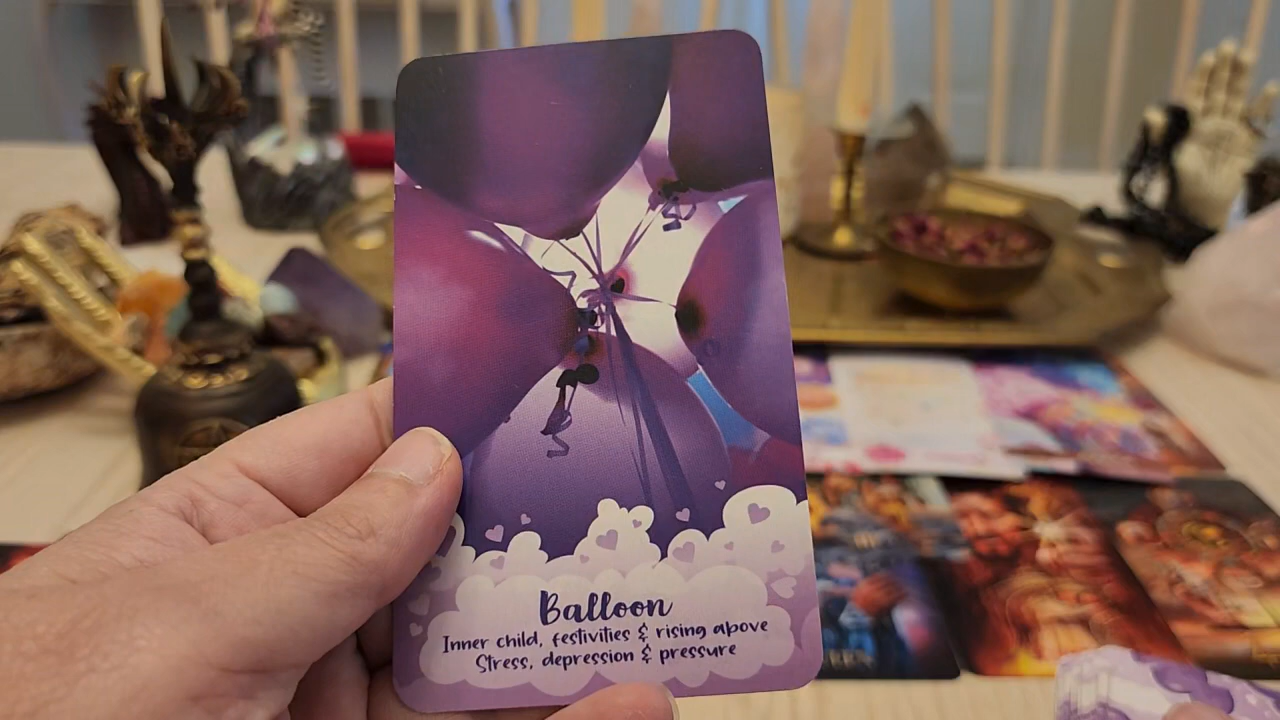 Balloon
Inner child, festivities & rising above
Stress, depression & pressure